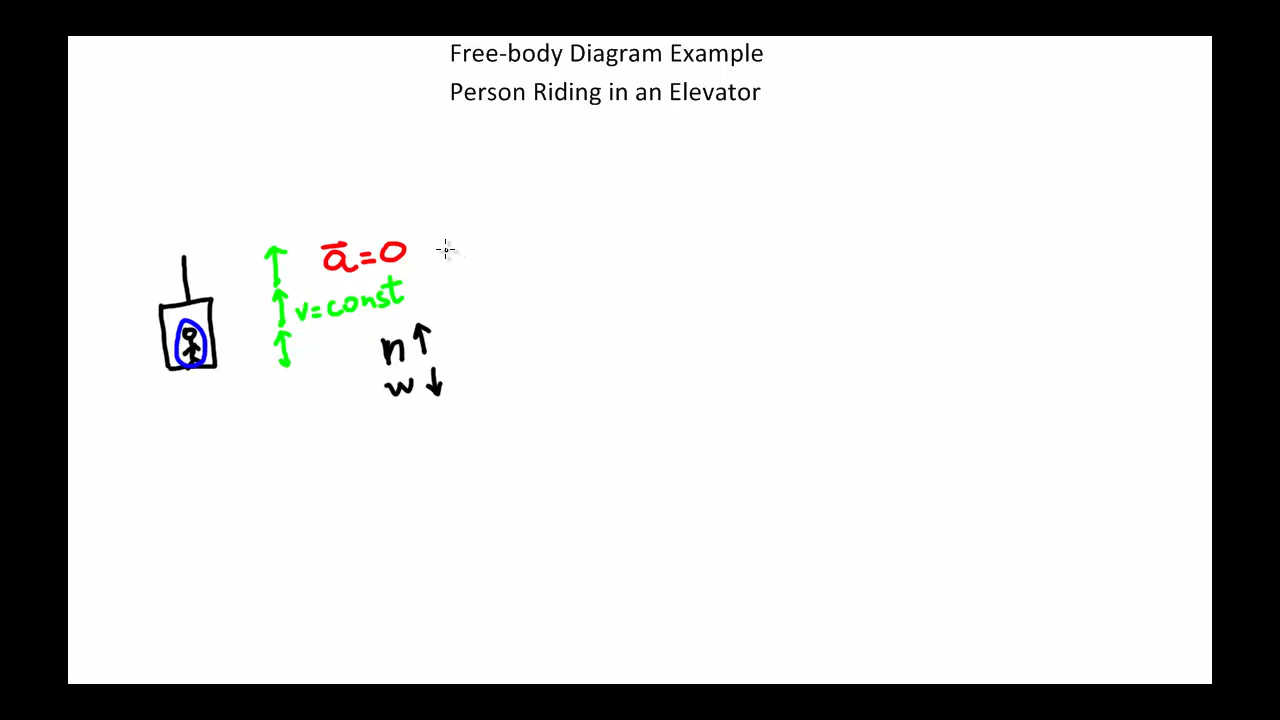 Free-body Diagram Example
Person Riding in an Elevator
a⃗=0
v=const
n↑
w↓